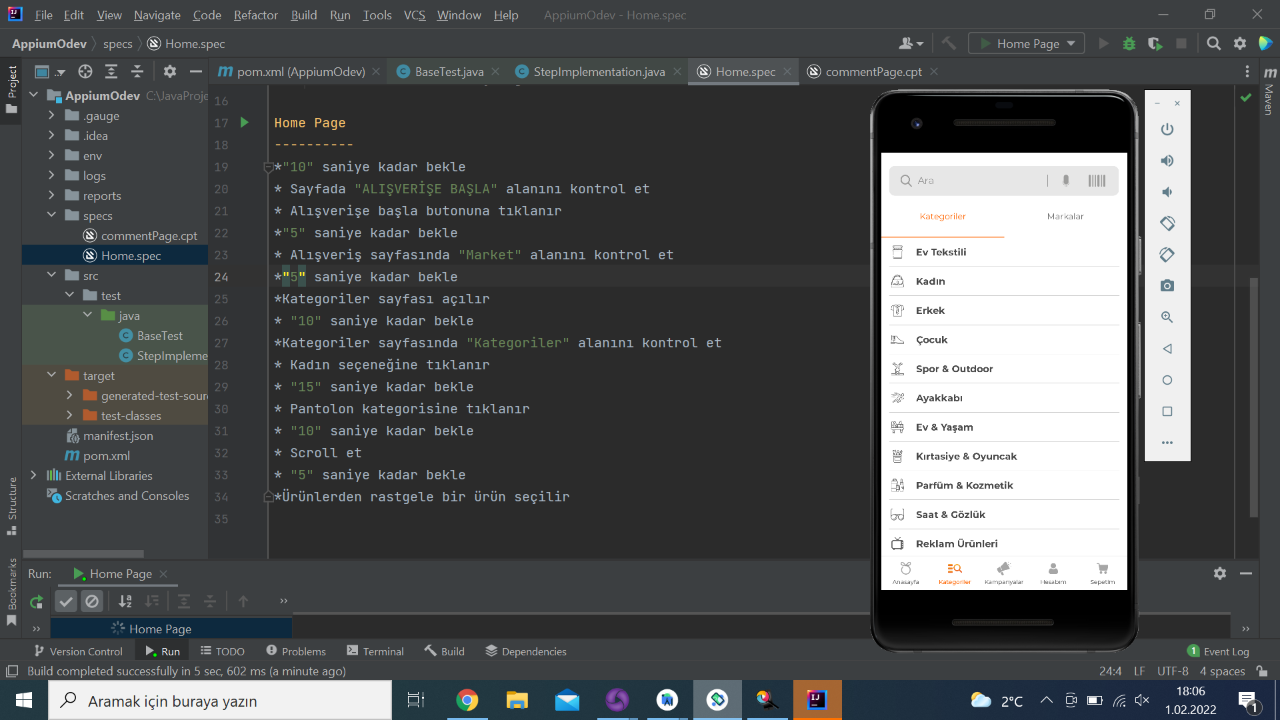 File Edit View Navigate Code Refactor Build Run Tools VCS Window Help AppiumOdev - Home.spec
AppiumOdev specs Home.spec Home Page
Project
pom.xml (AppiumOdev) BaseTest.java StepImplementation.java Home.spec commentPage.cpt
Maven
AppiumOdev C:\JavaProje
.gauge
.idea
env
logs
reports
specs
commentPage.cpt
Home.spec
src
test
java
BaseTest
StepImpleme
target
generated-test-sour
test-classes
manifest.json
pom.xml
External Libraries
Scratches and Consoles
16
17 Home Page
18 ----------
19 *"10" saniye kadar bekle
20 * Sayfada "ALIŞVERİŞE BAŞLA" alanını kontrol et
21 * Alışverişe başla butonuna tıklanır
22 *"5" saniye kadar bekle
23 * Alışveriş sayfasında "Market" alanını kontrol et
24 *"5" saniye kadar bekle
25 *Kategoriler sayfası açılır
26 * "10" saniye kadar bekle
27 *Kategoriler sayfasında "Kategoriler" alanını kontrol et
28 * Kadın seçeneğine tıklanır
29 * "15" saniye kadar bekle
30 * Pantolon kategorisine tıklanır
31 * "10" saniye kadar bekle
32 * Scroll et
33 * "5" saniye kadar bekle
34 *Ürünlerden rastgele bir ürün seçilir
35
Ara
Kategoriler Markalar
Ev Tekstili
Kadın
Erkek
Çocuk
Spor & Outdoor
Ayakkabı
Ev & Yaşam
Kırtasiye & Oyuncak
Parfüm & Kozmetik
Saat & Gözlük
Reklam Ürünleri
Anasayfa Kategoriler Kampanyalar Hesabım Sepetim
Structure
Bookmarks
Run: Home Page
Home Page
Version Control Run TODO Problems Terminal Build Dependencies 1 Event Log
Build completed successfully in 5 sec, 602 ms (a minute ago) 24:4 LF UTF-8 4 spaces
Aramak için buraya yazın
2°C
18:06
1.02.2022
1